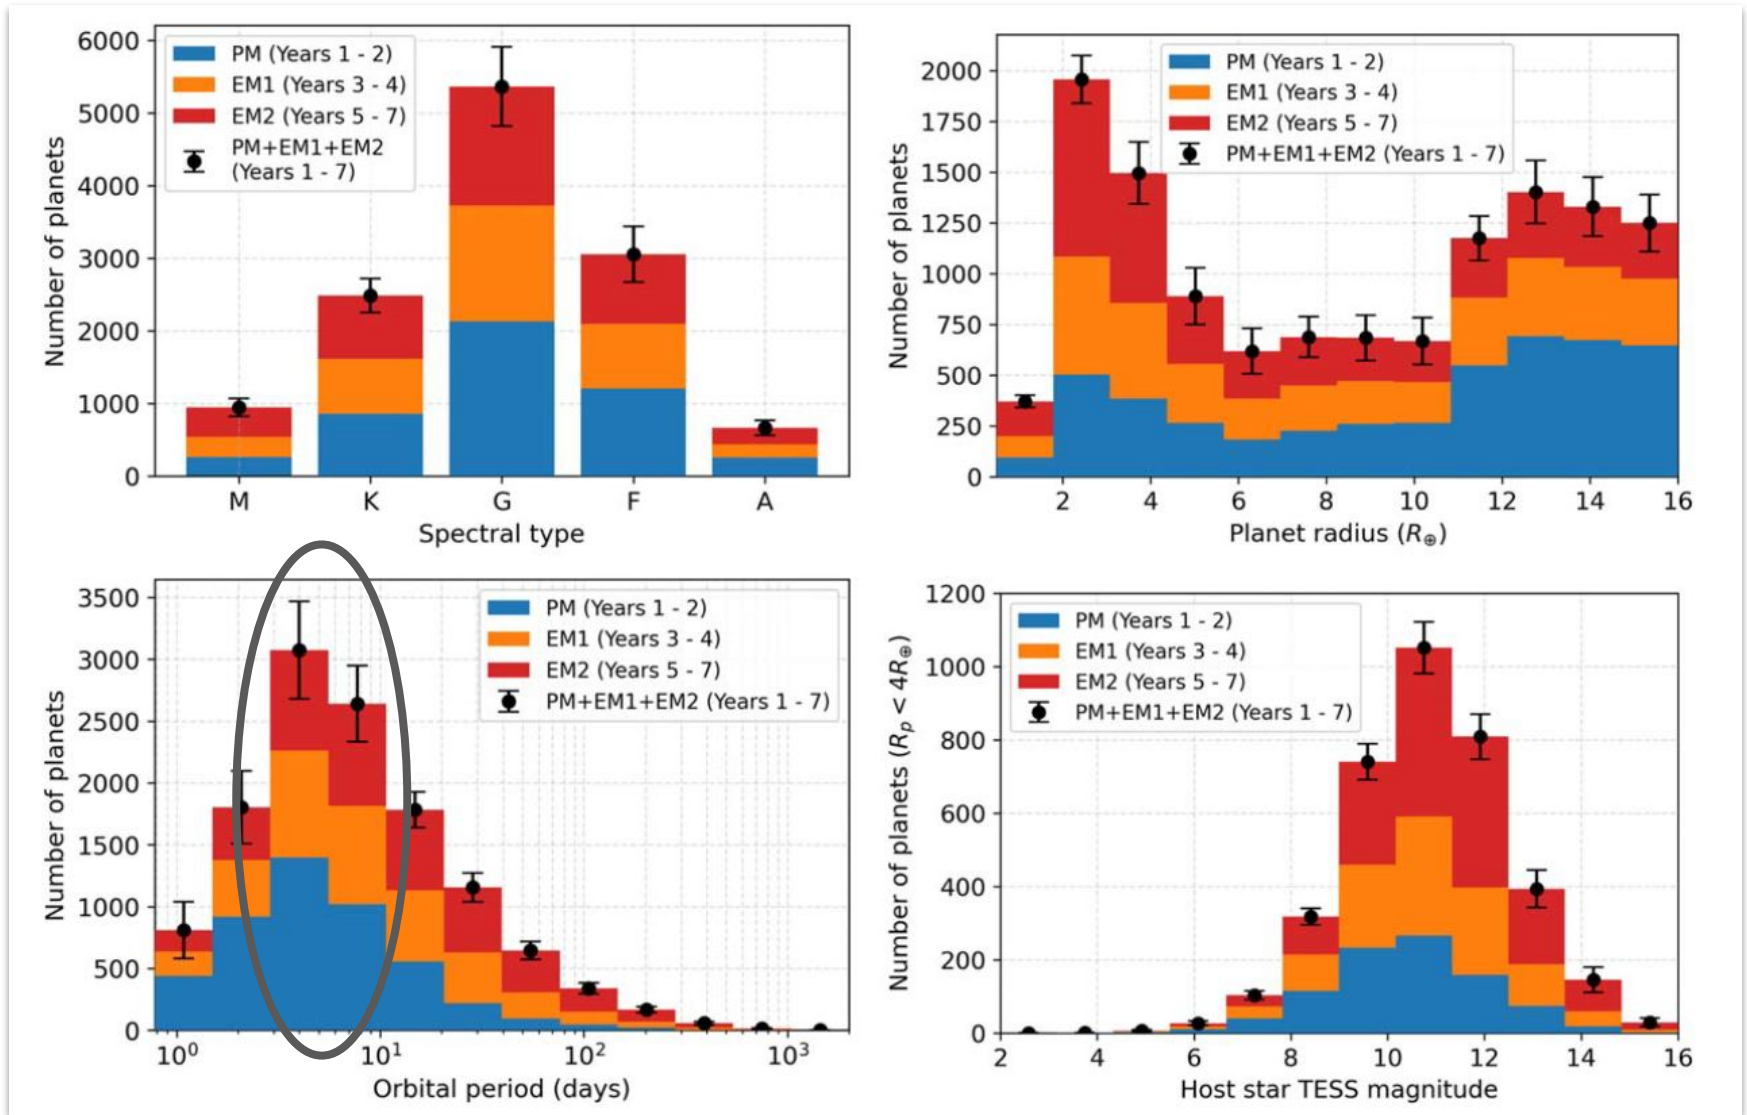 6000
5000
4000
3000
2000
1000
0
Number of planets
PM (Years 1 - 2)
EM1 (Years 3 - 4)
EM2 (Years 5 - 7)
PM+EM1+EM2
(Years 1 - 7)
M K G F A
Spectral type
2000
1750
1500
1250
1000
750
500
250
0
Number of planets
PM (Years 1 - 2)
EM1 (Years 3 - 4)
EM2 (Years 5 - 7)
PM+EM1+EM2 (Years 1 - 7)
2 4 6 8 10 12 14 16
Planet radius (R⊕)
3500
3000
2500
2000
1500
1000
500
0
Number of planets
PM (Years 1 - 2)
EM1 (Years 3 - 4)
EM2 (Years 5 - 7)
PM+EM1+EM2 (Years 1 - 7)
10⁰ 10¹ 10² 10³
Orbital period (days)
1200
1000
800
600
400
200
0
Number of planets (Rₚ < 4R⊕)
PM (Years 1 - 2)
EM1 (Years 3 - 4)
EM2 (Years 5 - 7)
PM+EM1+EM2 (Years 1 - 7)
2 4 6 8 10 12 14 16
Host star TESS magnitude